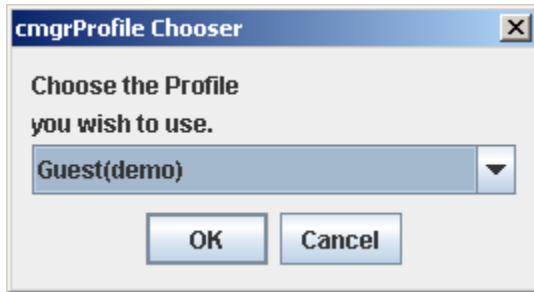 cmgrProfile Chooser
Choose the Profile
you wish to use.
Guest(demo)
OK
Cancel